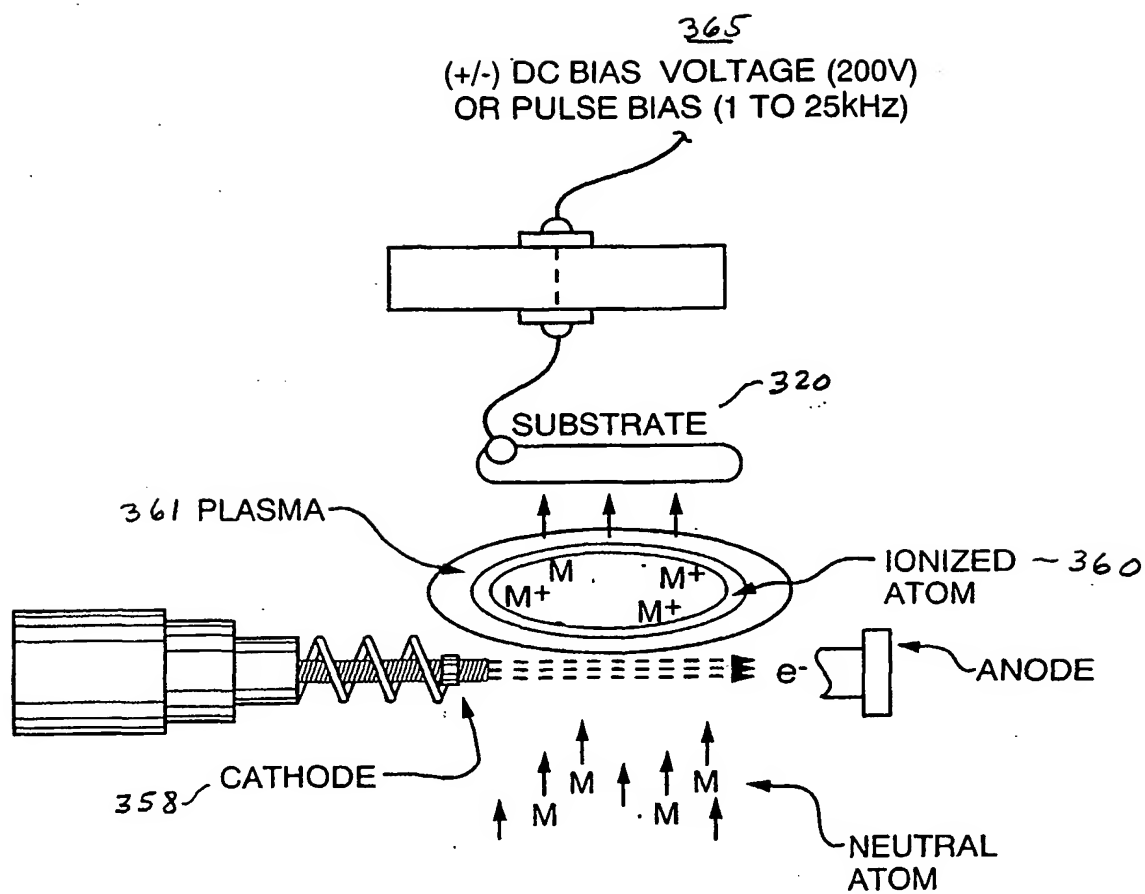 365
(+/-) DC BIAS VOLTAGE (200V)
OR PULSE BIAS (1 TO 25kHz)
320
SUBSTRATE
361 PLASMA
M
M+
M+
M+
IONIZED ~360
ATOM
e-
ANODE
CATHODE
358
M
M
M
M
NEUTRAL
ATOM